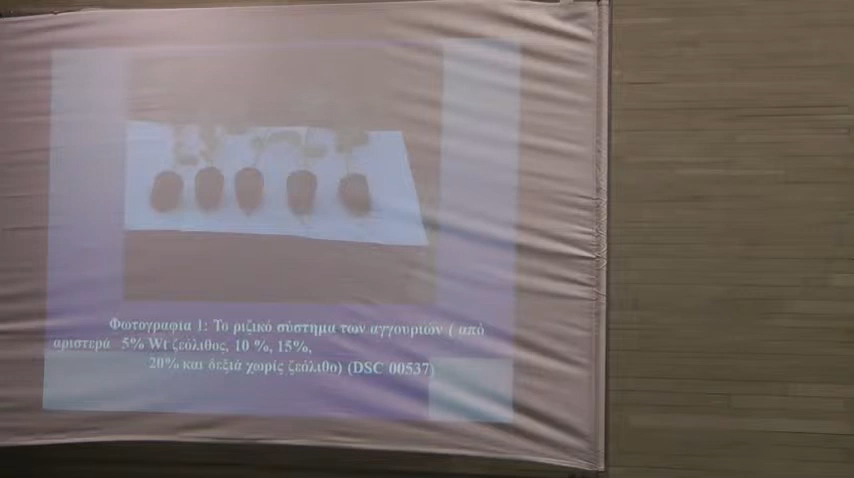 Φωτογραφία 1: Το ριζικό σύστημα των αγγουριών ( από
αριστερά 5% Wt ζεόλιθος, 10 %, 15%,
20% και δεξιά χωρίς ζεόλιθο) (DSC 00537)